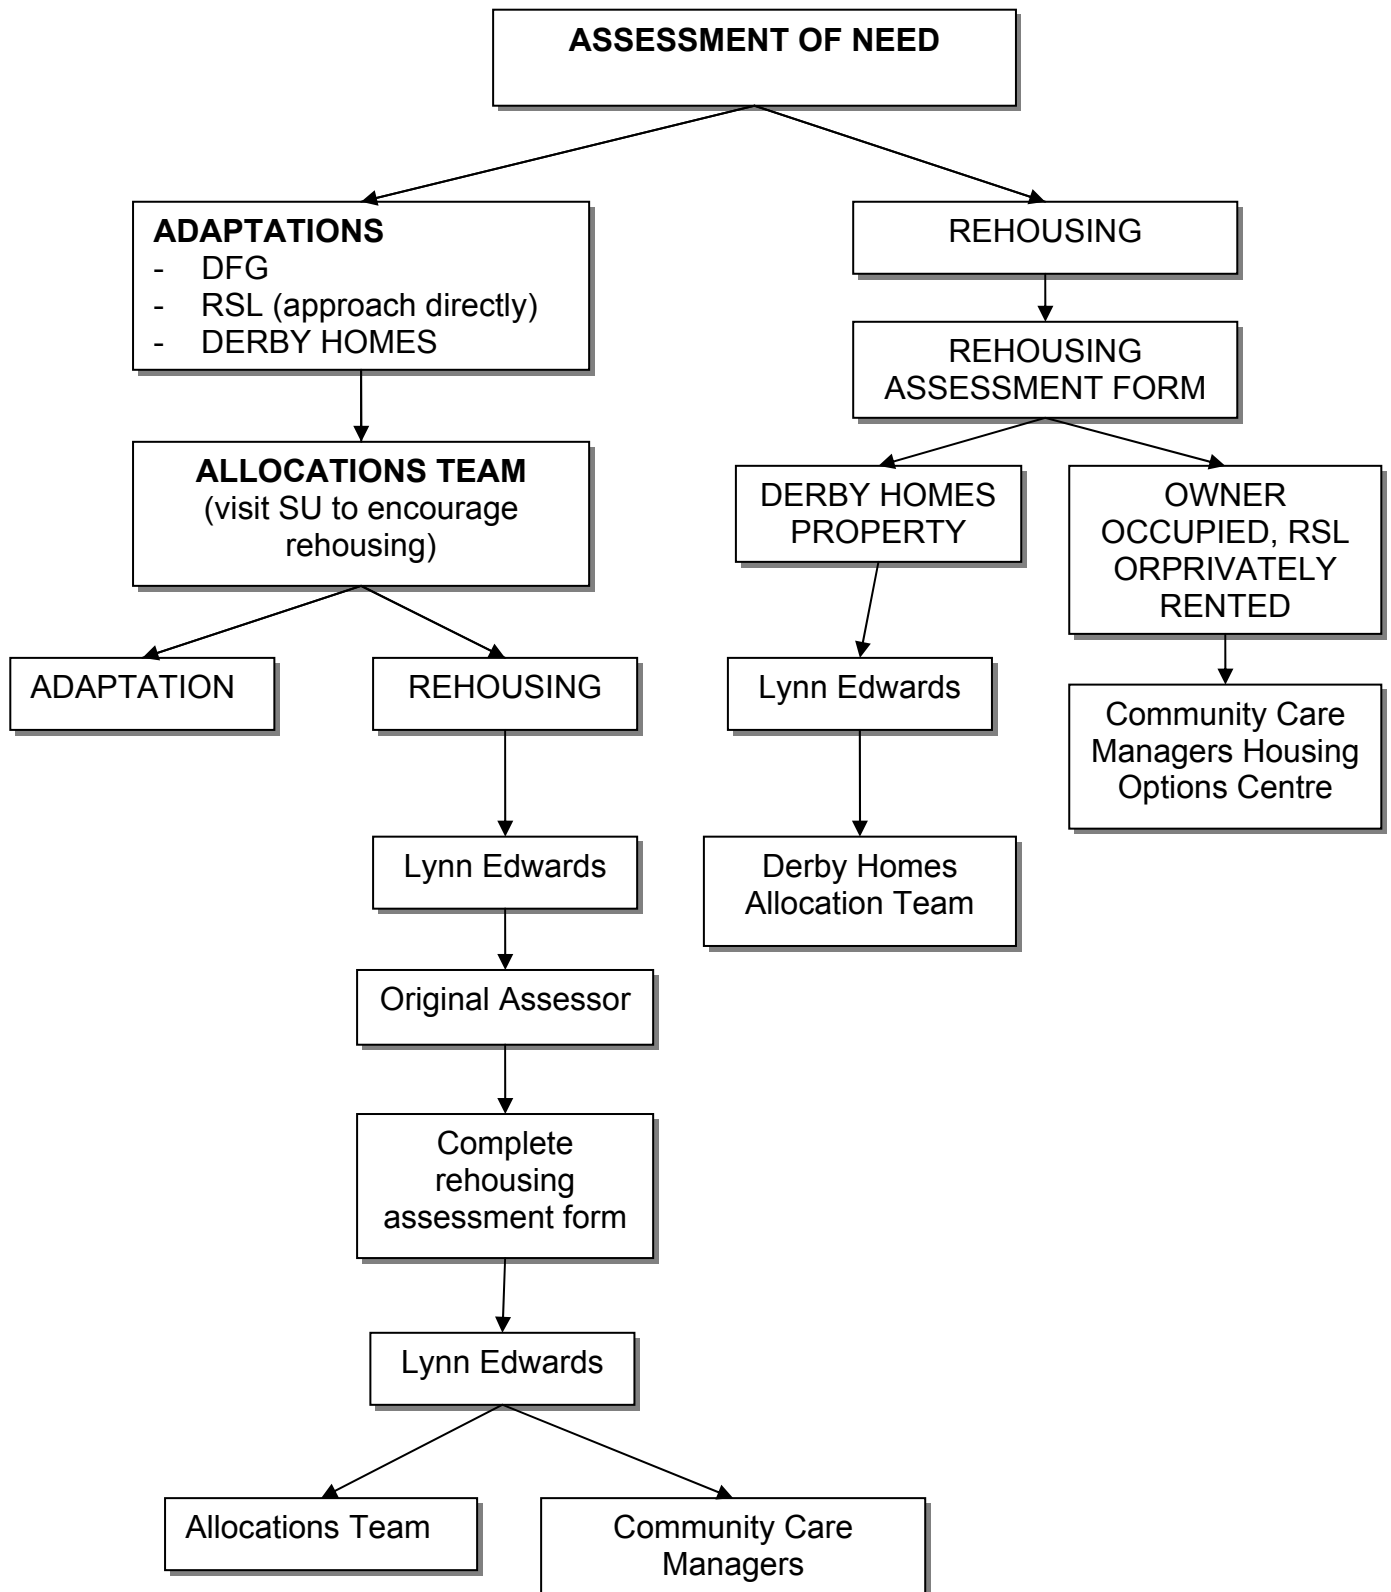 ASSESSMENT OF NEED
ADAPTATIONS
- DFG
- RSL (approach directly)
- DERBY HOMES
REHOUSING
REHOUSING
ASSESSMENT FORM
ALLOCATIONS TEAM
(visit SU to encourage
rehousing)
DERBY HOMES
PROPERTY
OWNER
OCCUPIED, RSL
ORPRIVATELY
RENTED
ADAPTATION
REHOUSING
Lynn Edwards
Community Care
Managers Housing
Options Centre
Lynn Edwards
Derby Homes
Allocation Team
Original Assessor
Complete
rehousing
assessment form
Lynn Edwards
Allocations Team
Community Care
Managers